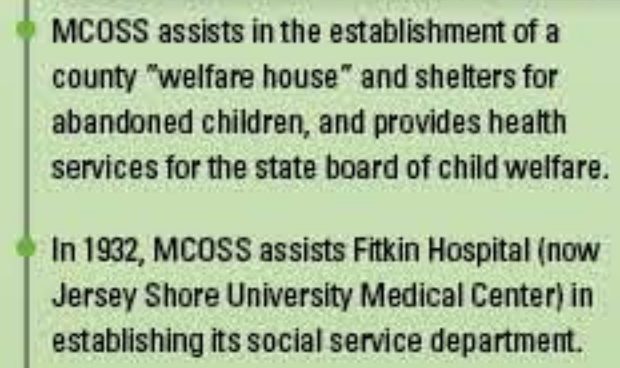 MCOSS assists in the establishment of a
county "welfare house" and shelters for
abandoned children, and provides health
services for the state board of child welfare.
In 1932, MCOSS assists Fitkin Hospital (now
Jersey Shore University Medical Center) in
establishing its social service department.